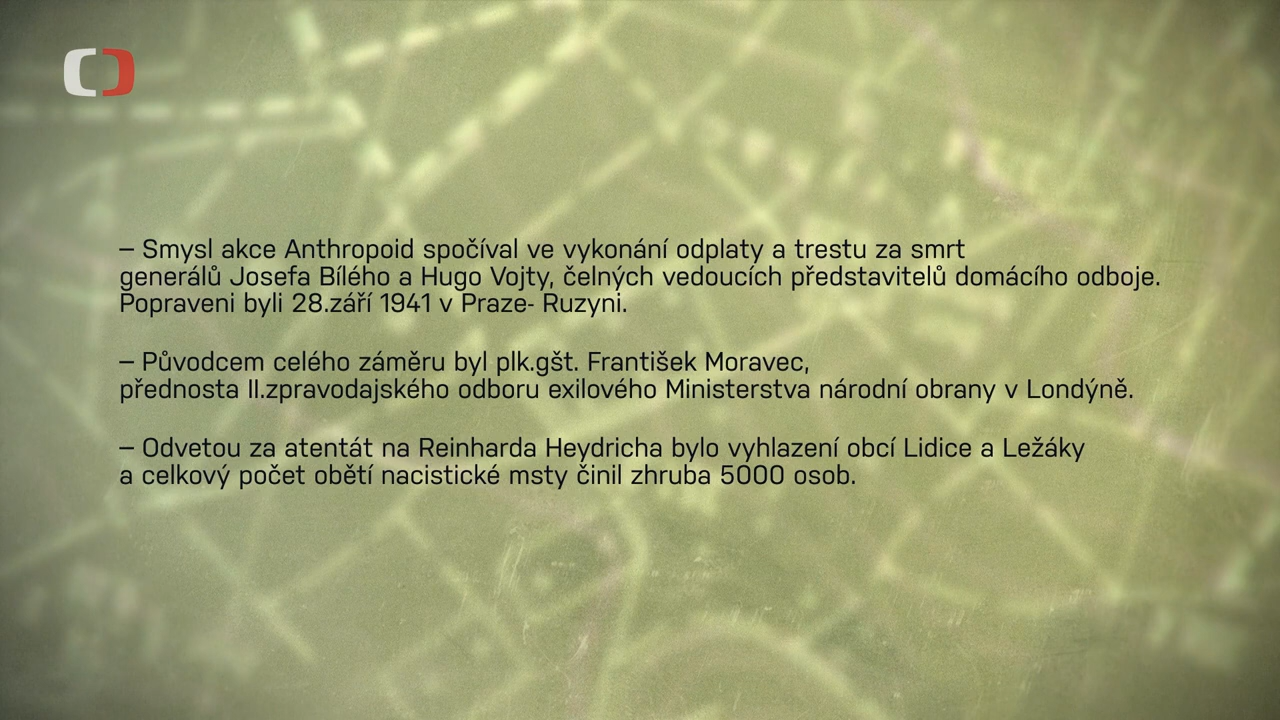 – Smysl akce Anthropoid spočíval ve vykonání odplaty a trestu za smrt
generálů Josefa Bílého a Hugo Vojty, čelných vedoucích představitelů domácího odboje.
Popraveni byli 28.září 1941 v Praze- Ruzyni.
– Původcem celého záměru byl plk.gšt. František Moravec,
přednosta II.zpravodajského odboru exilového Ministerstva národní obrany v Londýně.
– Odvetou za atentát na Reinharda Heydricha bylo vyhlazení obcí Lidice a Ležáky
a celkový počet obětí nacistické msty činil zhruba 5000 osob.